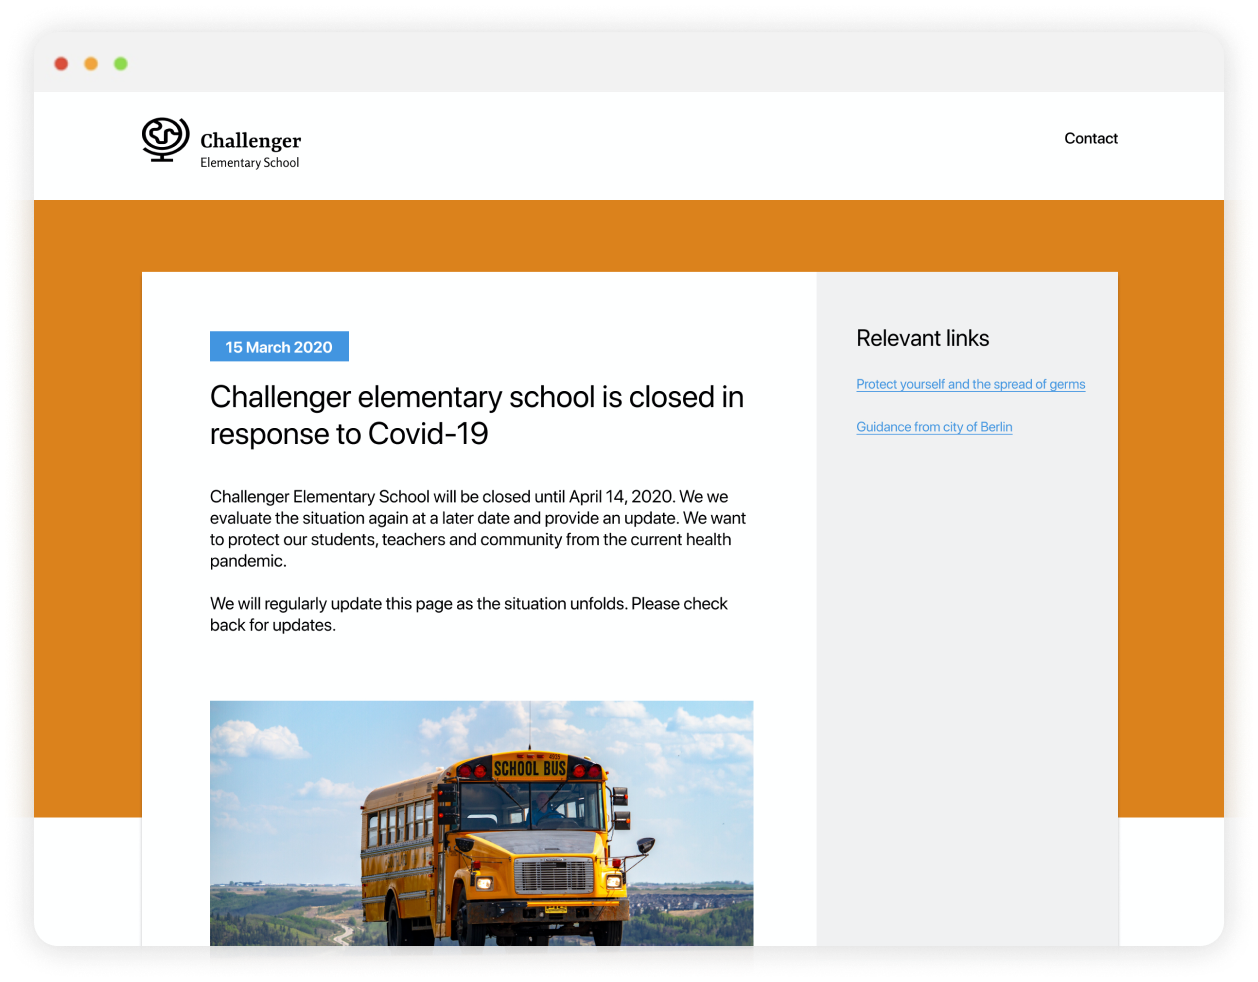 Challenger
Elementary School
Contact
15 March 2020
Challenger elementary school is closed in
response to Covid-19
Challenger Elementary School will be closed until April 14, 2020. We we
evaluate the situation again at a later date and provide an update. We want
to protect our students, teachers and community from the current health
pandemic.
We will regularly update this page as the situation unfolds. Please check
back for updates.
SCHOOL BUS
Relevant links
Protect yourself and the spread of germs
Guidance from city of Berlin